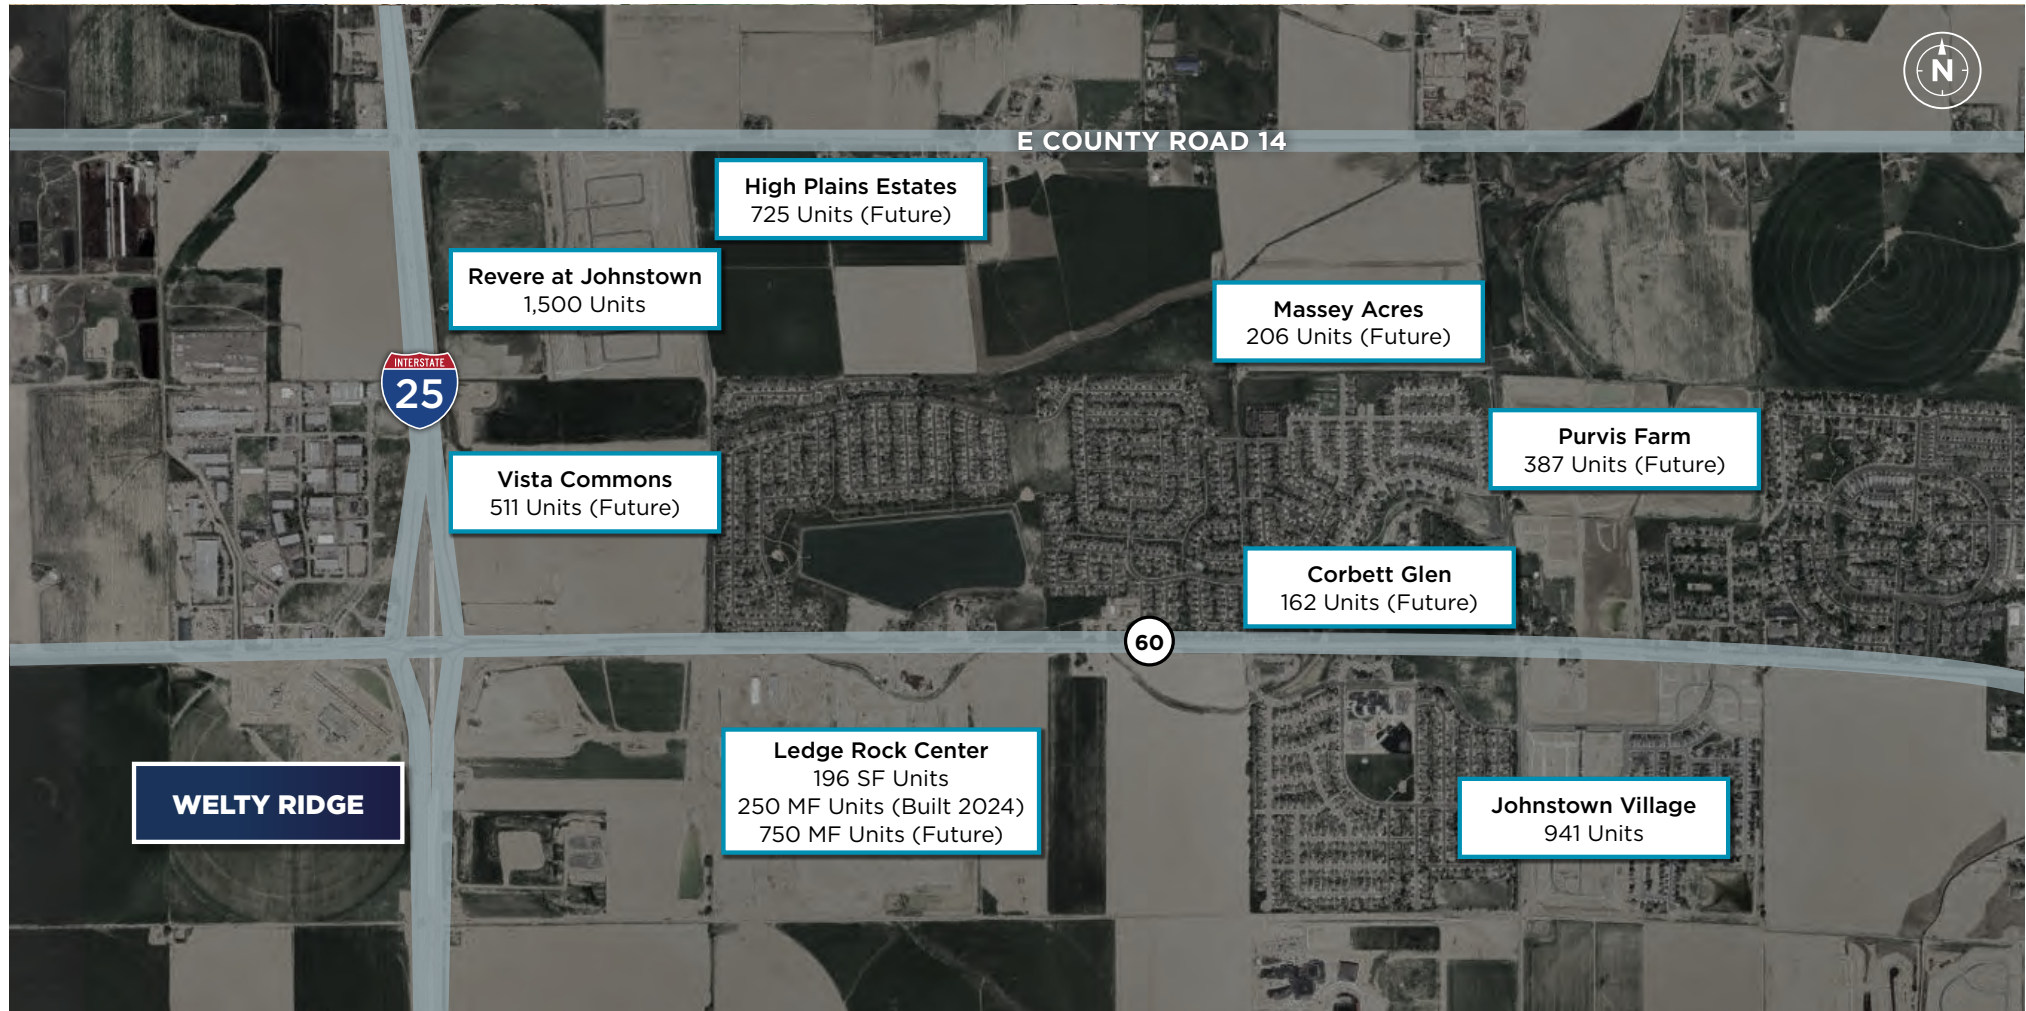 N
E COUNTY ROAD 14
High Plains Estates
725 Units (Future)
Revere at Johnstown
1,500 Units
Massey Acres
206 Units (Future)
INTERSTATE
25
Purvis Farm
387 Units (Future)
Vista Commons
511 Units (Future)
Corbett Glen
162 Units (Future)
60
Ledge Rock Center
196 SF Units
250 MF Units (Built 2024)
750 MF Units (Future)
WELTY RIDGE
Johnstown Village
941 Units